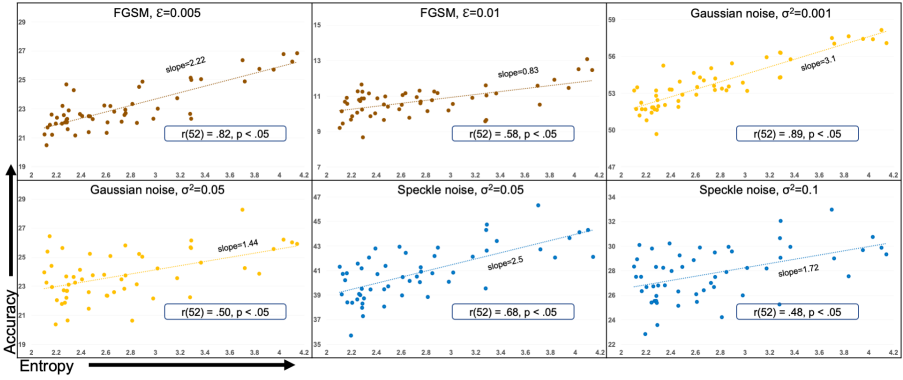 FGSM, Ɛ=0.005
29
27
25
23
21
19
slope=2.22
r(52) = .82, p < .05
2 2.2 2.4 2.6 2.8 3 3.2 3.4 3.6 3.8 4 4.2
FGSM, Ɛ=0.01
15
13
11
9
7
slope=0.83
r(52) = .58, p < .05
2 2.2 2.4 2.6 2.8 3 3.2 3.4 3.6 3.8 4 4.2
Gaussian noise, σ²=0.001
59
56
53
50
47
slope=3.1
r(52) = .89, p < .05
2 2.2 2.4 2.6 2.8 3 3.2 3.4 3.6 3.8 4 4.2
Gaussian noise, σ²=0.05
29
27
25
23
21
19
slope=1.44
r(52) = .50, p < .05
2 2.2 2.4 2.6 2.8 3 3.2 3.4 3.6 3.8 4 4.2
Speckle noise, σ²=0.05
47
45
43
41
39
37
35
33
slope=2.5
r(52) = .68, p < .05
2 2.2 2.4 2.6 2.8 3 3.2 3.4 3.6 3.8 4 4.2
Speckle noise, σ²=0.1
34
32
30
28
26
24
22
slope=1.72
r(52) = .48, p < .05
2 2.2 2.4 2.6 2.8 3 3.2 3.4 3.6 3.8 4 4.2
Accuracy
Entropy